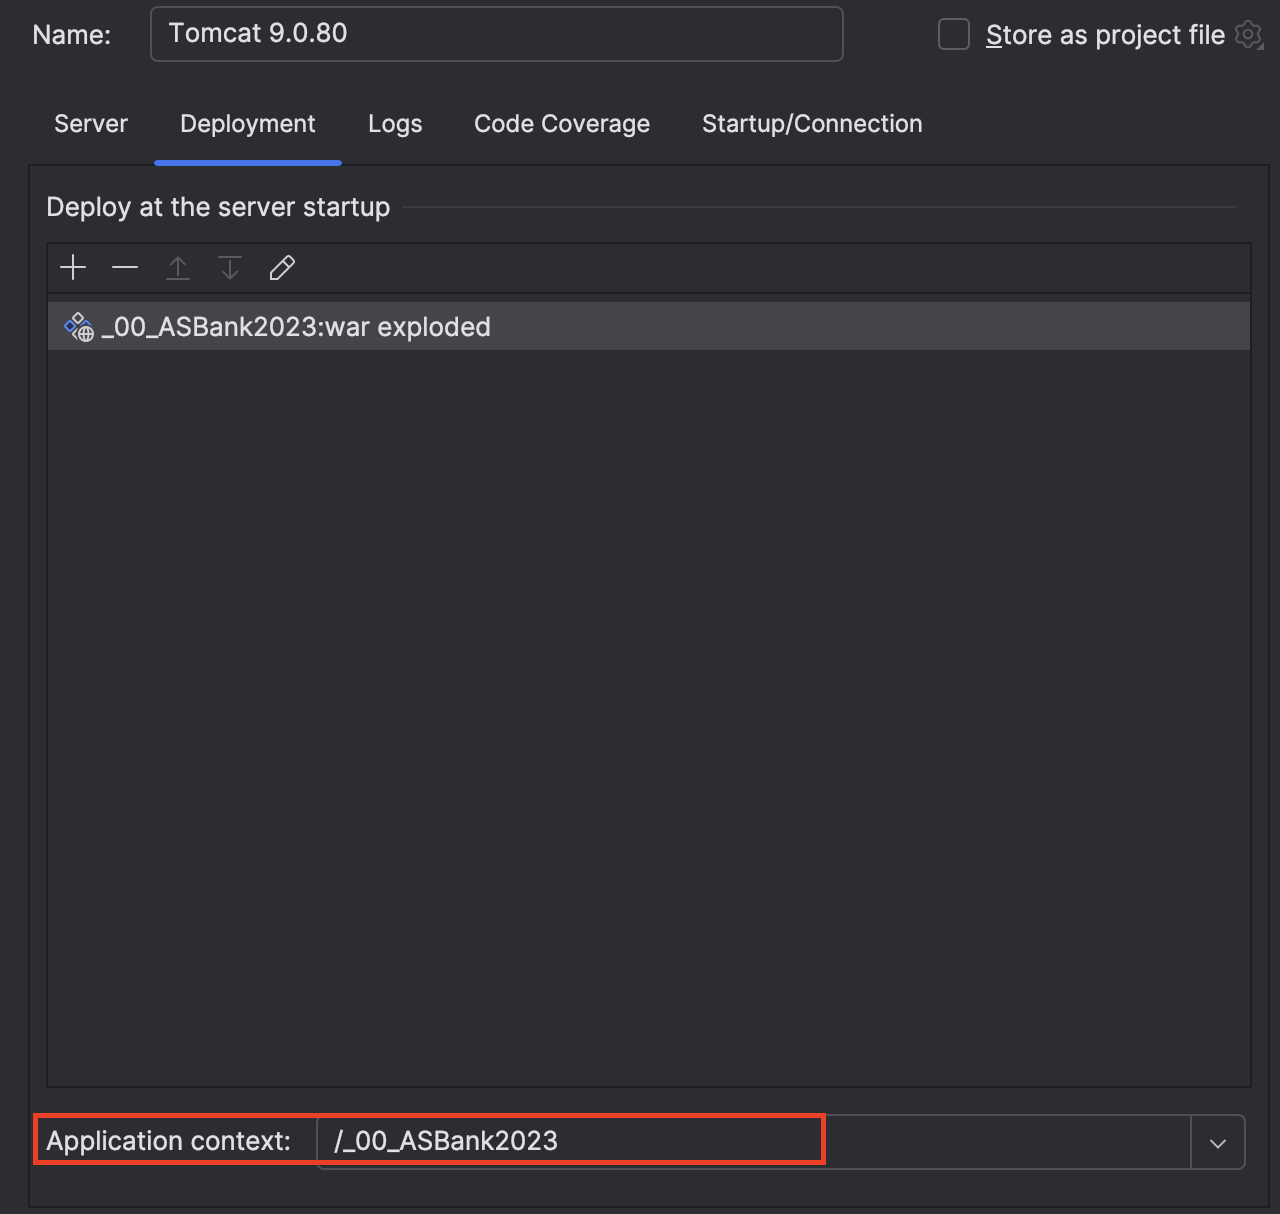 Name: Tomcat 9.0.80 Store as project file
Server Deployment Logs Code Coverage Startup/Connection
Deploy at the server startup
_00_ASBank2023:war exploded
Application context: /_00_ASBank2023